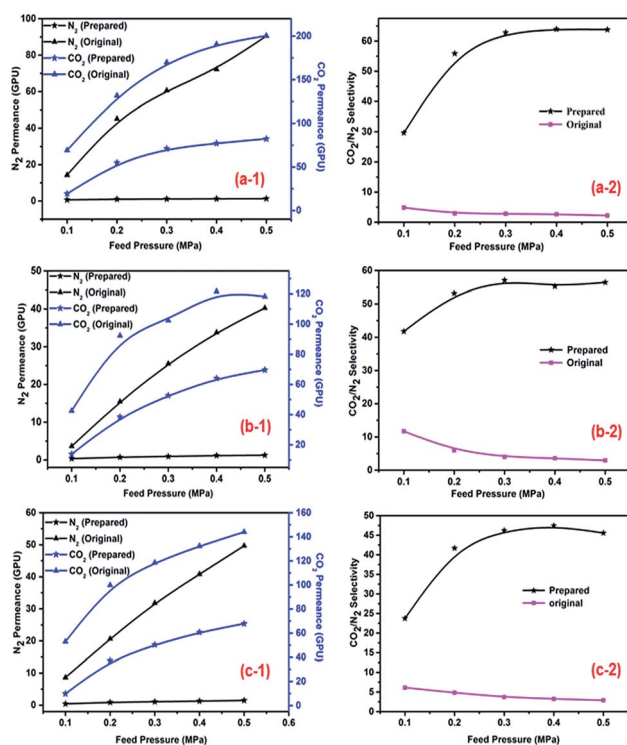 N2 (Prepared)
N2 (Original)
CO2 (Prepared)
CO2 (Original)
N2 Permeance (GPU)
100
80
60
40
20
0
CO2 Permeance (GPU)
200
175
150
125
100
75
50
25
0
(a-1)
0.1 0.2 0.3 0.4 0.5
Feed Pressure (MPa)
CO2/N2 Selectivity
60
50
40
30
20
10
0
Prepared
Original
(a-2)
0.1 0.2 0.3 0.4 0.5
Feed Pressure (MPa)
N2 (Prepared)
N2 (Original)
CO2 (Prepared)
CO2 (Original)
N2 Permeance (GPU)
50
40
30
20
10
0
CO2 Permeance (GPU)
120
100
80
60
40
20
(b-1)
0.1 0.2 0.3 0.4 0.5
Feed Pressure (MPa)
CO2/N2 Selectivity
60
50
40
30
20
10
0
Prepared
Original
(b-2)
0.1 0.2 0.3 0.4 0.5
Feed Pressure (MPa)
N2 (Prepared)
N2 (Original)
CO2 (Prepared)
CO2 (Original)
N2 Permeance (GPU)
60
50
40
30
20
10
0
CO2 Permeance (GPU)
160
140
120
100
80
60
40
20
0
(c-1)
0.1 0.2 0.3 0.4 0.5 0.6
Feed Pressure (MPa)
CO2/N2 Selectivity
50
45
40
35
30
25
20
15
10
5
0
Prepared
original
(c-2)
0.1 0.2 0.3 0.4 0.5
Feed Pressure (MPa)